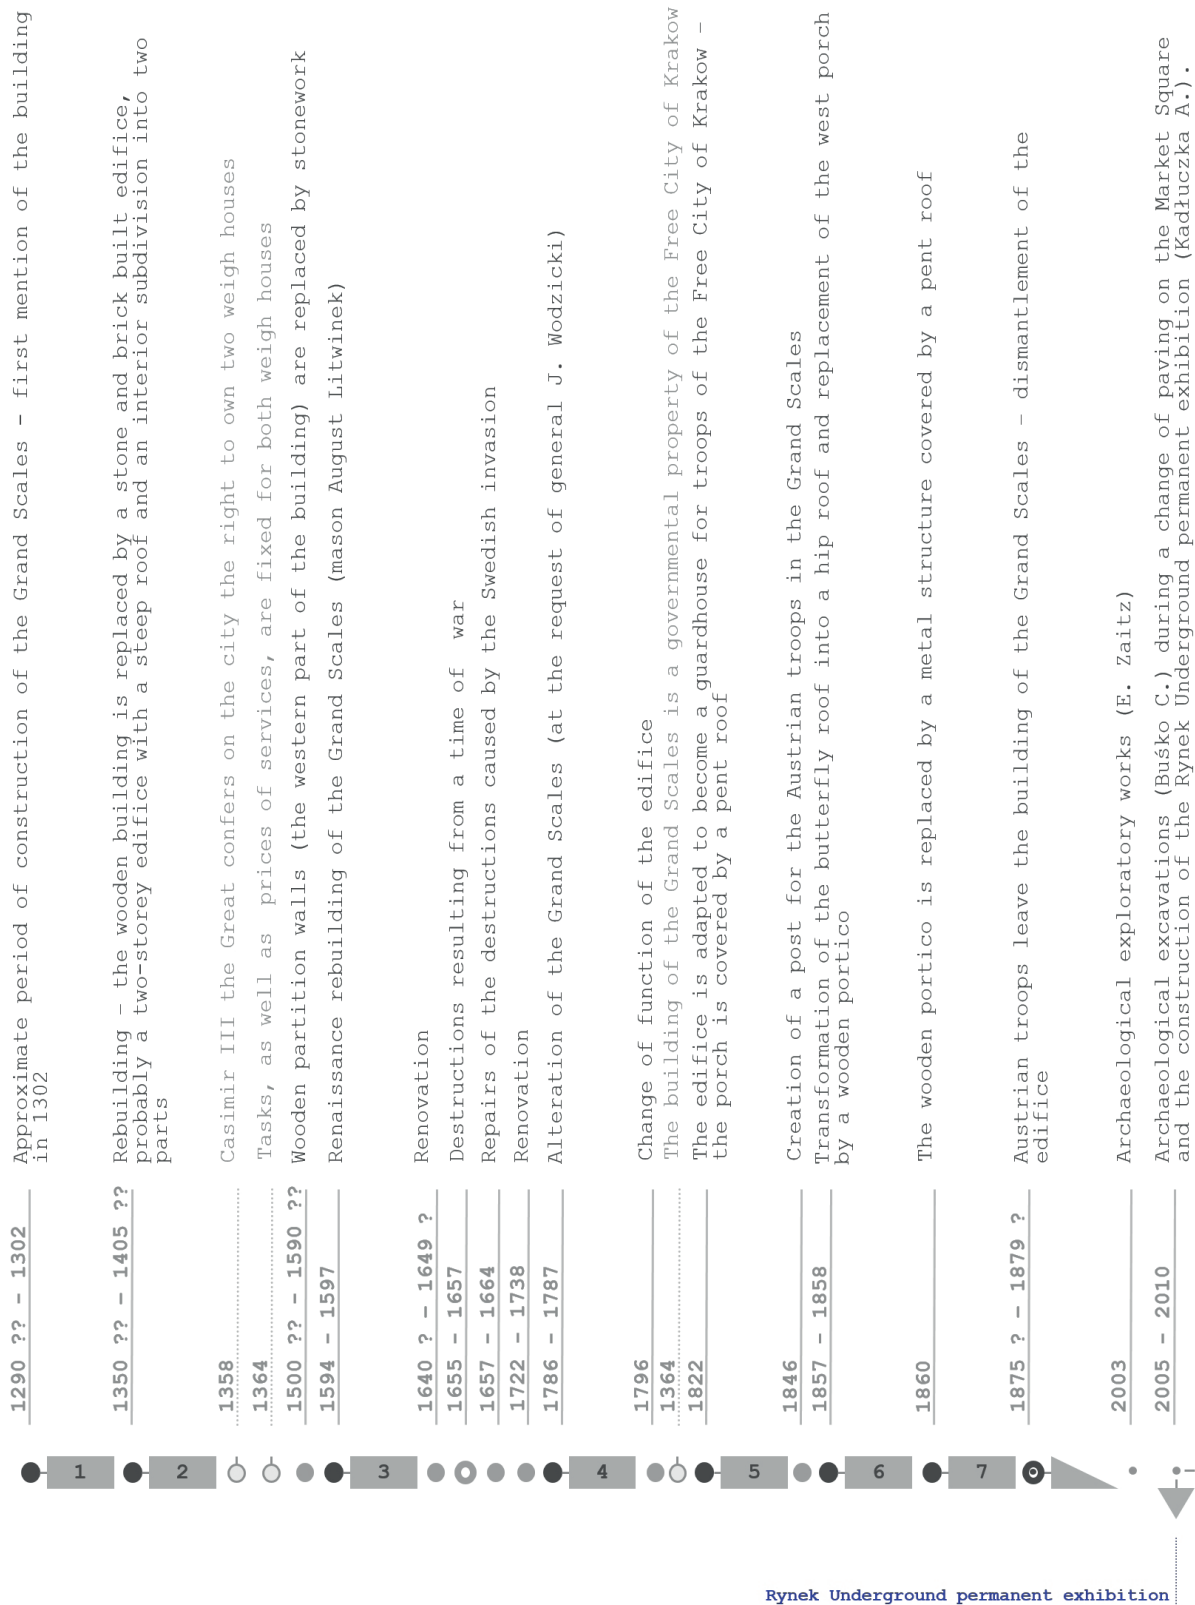 1290 ?? - 1302
Approximate period of construction of the Grand Scales - first mention of the building
in 1302
1350 ?? - 1405 ??
Rebuilding - the wooden building is replaced by a stone and brick built edifice,
probably a two-storey edifice with a steep roof and an interior subdivision into two
parts
1358
Casimir III the Great confers on the city the right to own two weigh houses
1364
Tasks, as well as prices of services, are fixed for both weigh houses
1500 ?? - 1590 ??
Wooden partition walls (the western part of the building) are replaced by stonework
1594 - 1597
Renaissance rebuilding of the Grand Scales (mason August Litwinek)
1640 ? - 1649 ?
Renovation
1655 - 1657
Destructions resulting from a time of war
1657 - 1664
Repairs of the destructions caused by the Swedish invasion
1722 - 1738
Renovation
1786 - 1787
Alteration of the Grand Scales (at the request of general J. Wodzicki)
1796
Change of function of the edifice
1364
The building of the Grand Scales is a governmental property of the Free City of Krakow
1822
The edifice is adapted to become a guardhouse for troops of the Free City of Krakow -
the porch is covered by a pent roof
1846
Creation of a post for the Austrian troops in the Grand Scales
1857 - 1858
Transformation of the butterfly roof into a hip roof and replacement of the west porch
by a wooden portico
1860
The wooden portico is replaced by a metal structure covered by a pent roof
1875 ? - 1879 ?
Austrian troops leave the building of the Grand Scales - dismantlement of the
edifice
2003
Archaeological exploratory works (E. Zaitz)
2005 - 2010
Archaeological excavations (Buśko C.) during a change of paving on the Market Square
and the construction of the Rynek Underground permanent exhibition (Kadłuczka A.).
1
2
3
4
5
6
7
Rynek Underground permanent exhibition